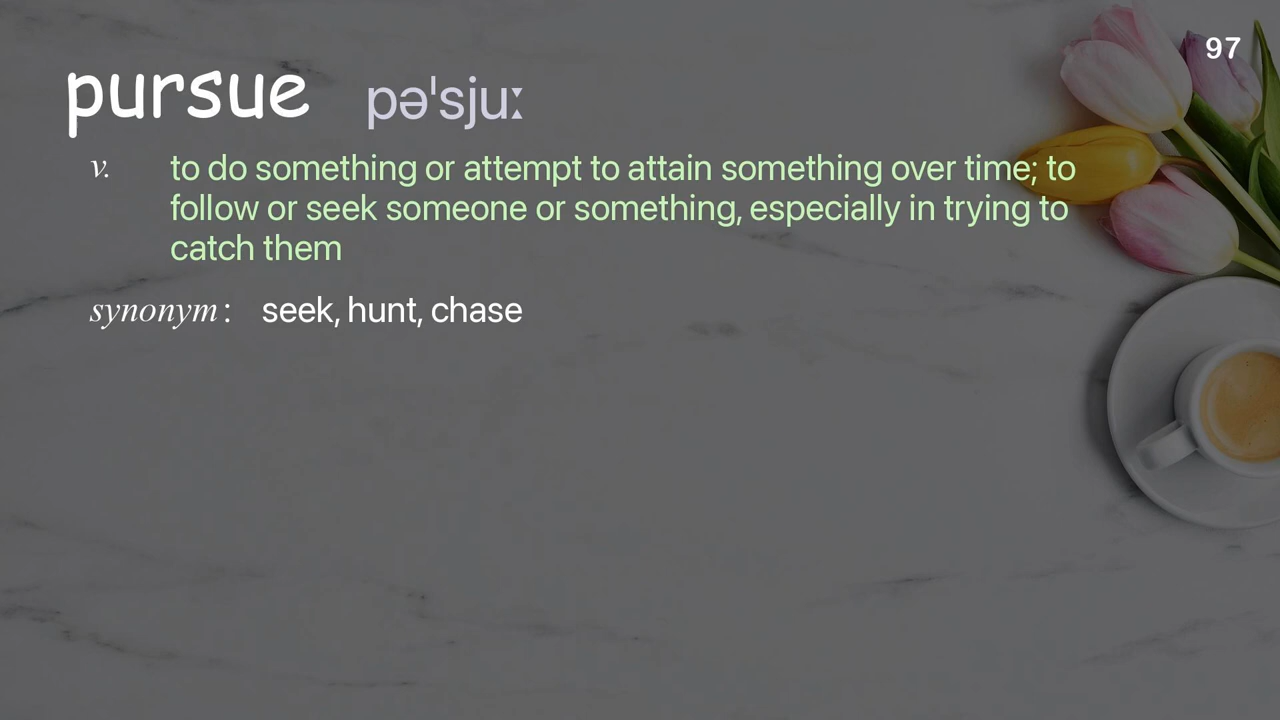 97
pursue pəˈsjuː
v. to do something or attempt to attain something over time; to
follow or seek someone or something, especially in trying to
catch them
synonym: seek, hunt, chase